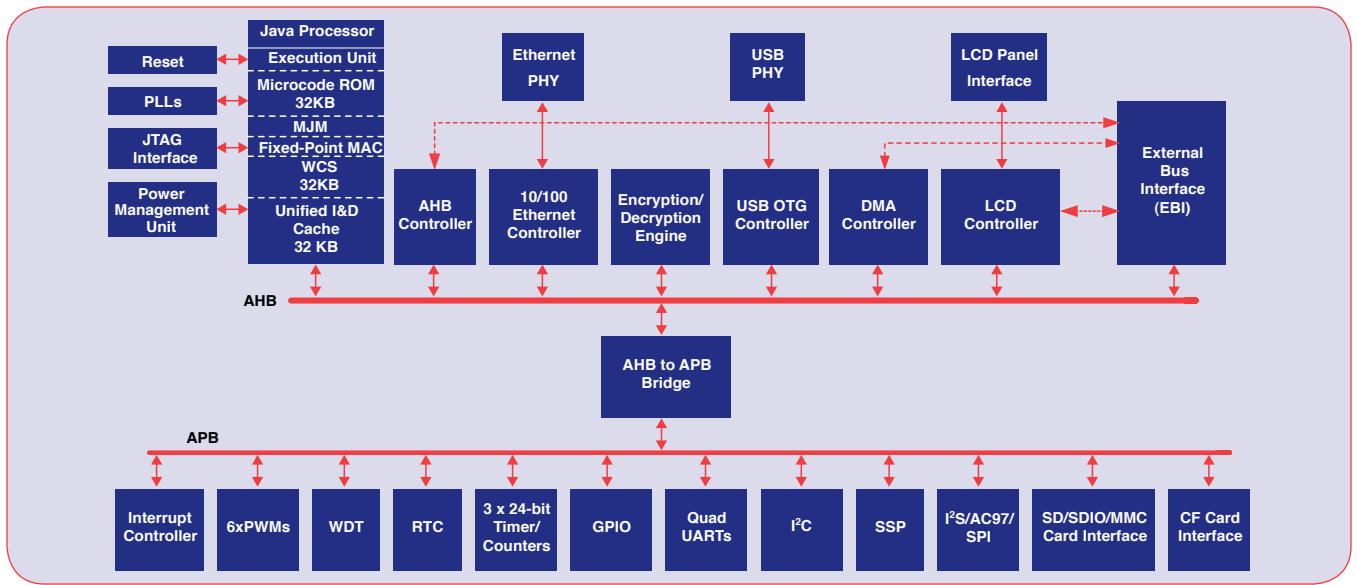 Java Processor
Execution Unit
Microcode ROM
32KB
MJM
Fixed-Point MAC
WCS
32KB
Unified I&D
Cache
32 KB
Reset
PLLs
JTAG
Interface
Power
Management
Unit
Ethernet
PHY
USB
PHY
LCD Panel
Interface
AHB
Controller
10/100
Ethernet
Controller
Encryption/
Decryption
Engine
USB OTG
Controller
DMA
Controller
LCD
Controller
External
Bus
Interface
(EBI)
AHB
AHB to APB
Bridge
APB
Interrupt
Controller
6xPWMs
WDT
RTC
3 x 24-bit
Timer/
Counters
GPIO
Quad
UARTs
I²C
SSP
I²S/AC97/
SPI
SD/SDIO/MMC
Card Interface
CF Card
Interface